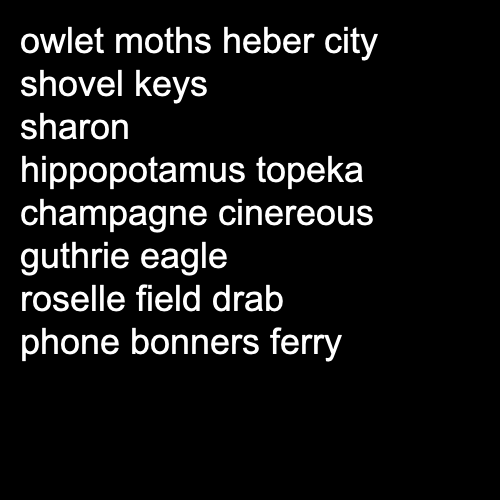 owlet moths heber city
shovel keys
sharon
hippopotamus topeka
champagne cinereous
guthrie eagle
roselle field drab
phone bonners ferry